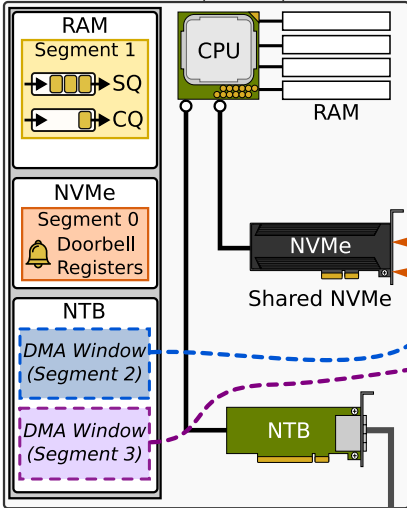 RAM
Segment 1
SQ
CQ
NVMe
Segment 0
Doorbell
Registers
NTB
DMA Window
(Segment 2)
DMA Window
(Segment 3)
CPU
RAM
NVMe
Shared NVMe
NTB